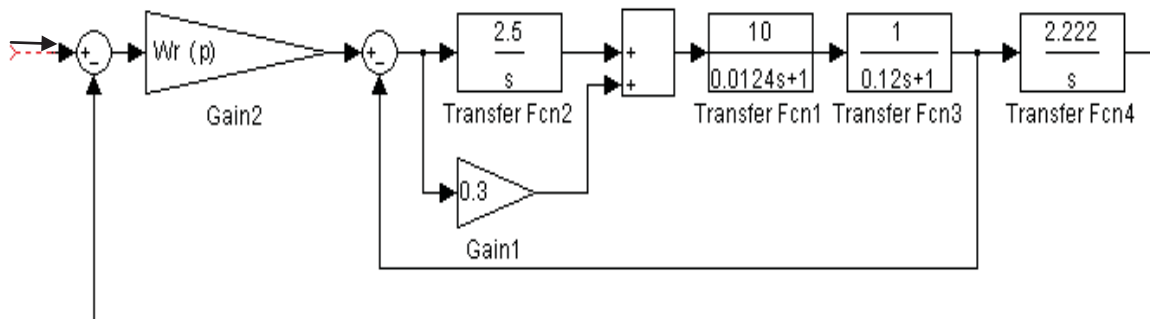 Wr (p)
Gain2
2.5
s
Transfer Fcn2
0.3
Gain1
10
0.0124s+1
Transfer Fcn1
1
0.12s+1
Transfer Fcn3
2.222
s
Transfer Fcn4